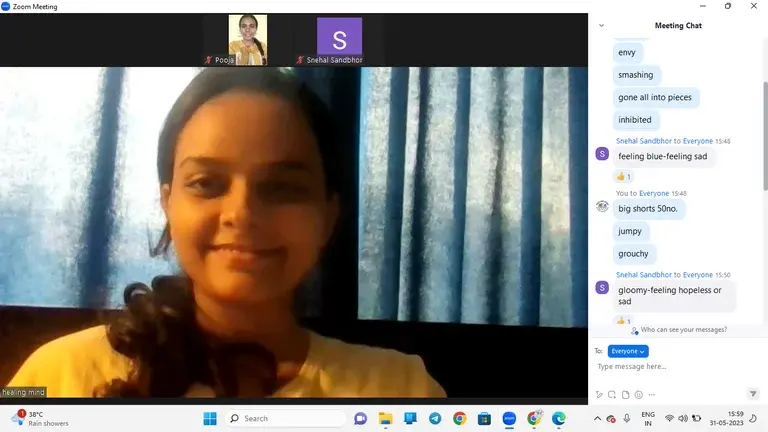 Zoom Meeting
Pooja
S
Snehal Sandbhor
healing mind
Meeting Chat
envy
smashing
gone all into pieces
inhibited
Snehal Sandbhor to Everyone 15:48
S
feeling blue-feeling sad
👍 1
You to Everyone 15:48
big shorts 50no.
jumpy
grouchy
Snehal Sandbhor to Everyone 15:50
S
gloomy-feeling hopeless or
sad
👍 1
Who can see your messages?
To: Everyone
Type message here...
1
38°C
Rain showers
Search
ENG
IN
15:59
31-05-2023